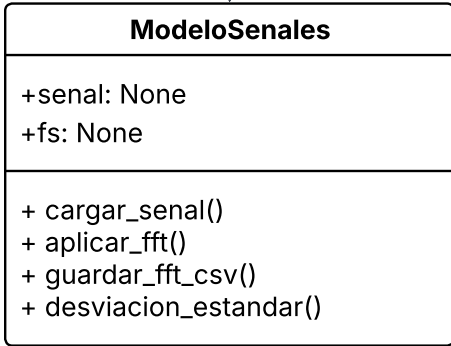 ModeloSenales
+senal: None
+fs: None
+ cargar_senal()
+ aplicar_fft()
+ guardar_fft_csv()
+ desviacion_estandar()